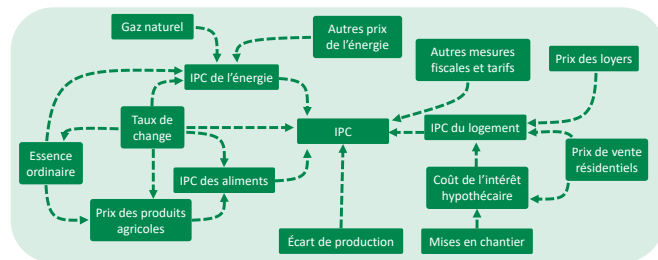 Gaz naturel
Autres prix
de l’énergie
Autres mesures
fiscales et tarifs
Prix des loyers
IPC de l’énergie
Taux de
change
IPC
IPC du logement
Essence
ordinaire
IPC des aliments
Coût de l’intérêt
hypothécaire
Prix de vente
résidentiels
Prix des produits
agricoles
Écart de production
Mises en chantier